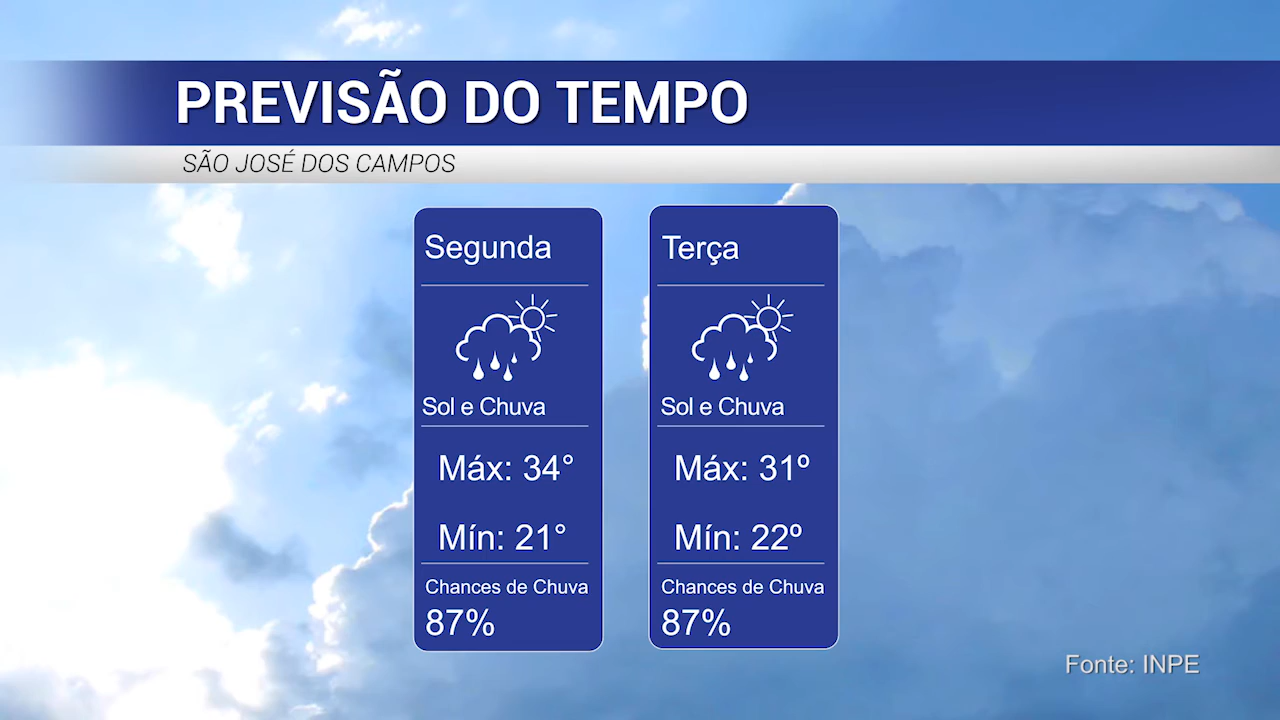 PREVISÃO DO TEMPO
SÃO JOSÉ DOS CAMPOS
Segunda
Sol e Chuva
Máx: 34°
Mín: 21°
Chances de Chuva
87%
Terça
Sol e Chuva
Máx: 31º
Mín: 22º
Chances de Chuva
87%
Fonte: INPE